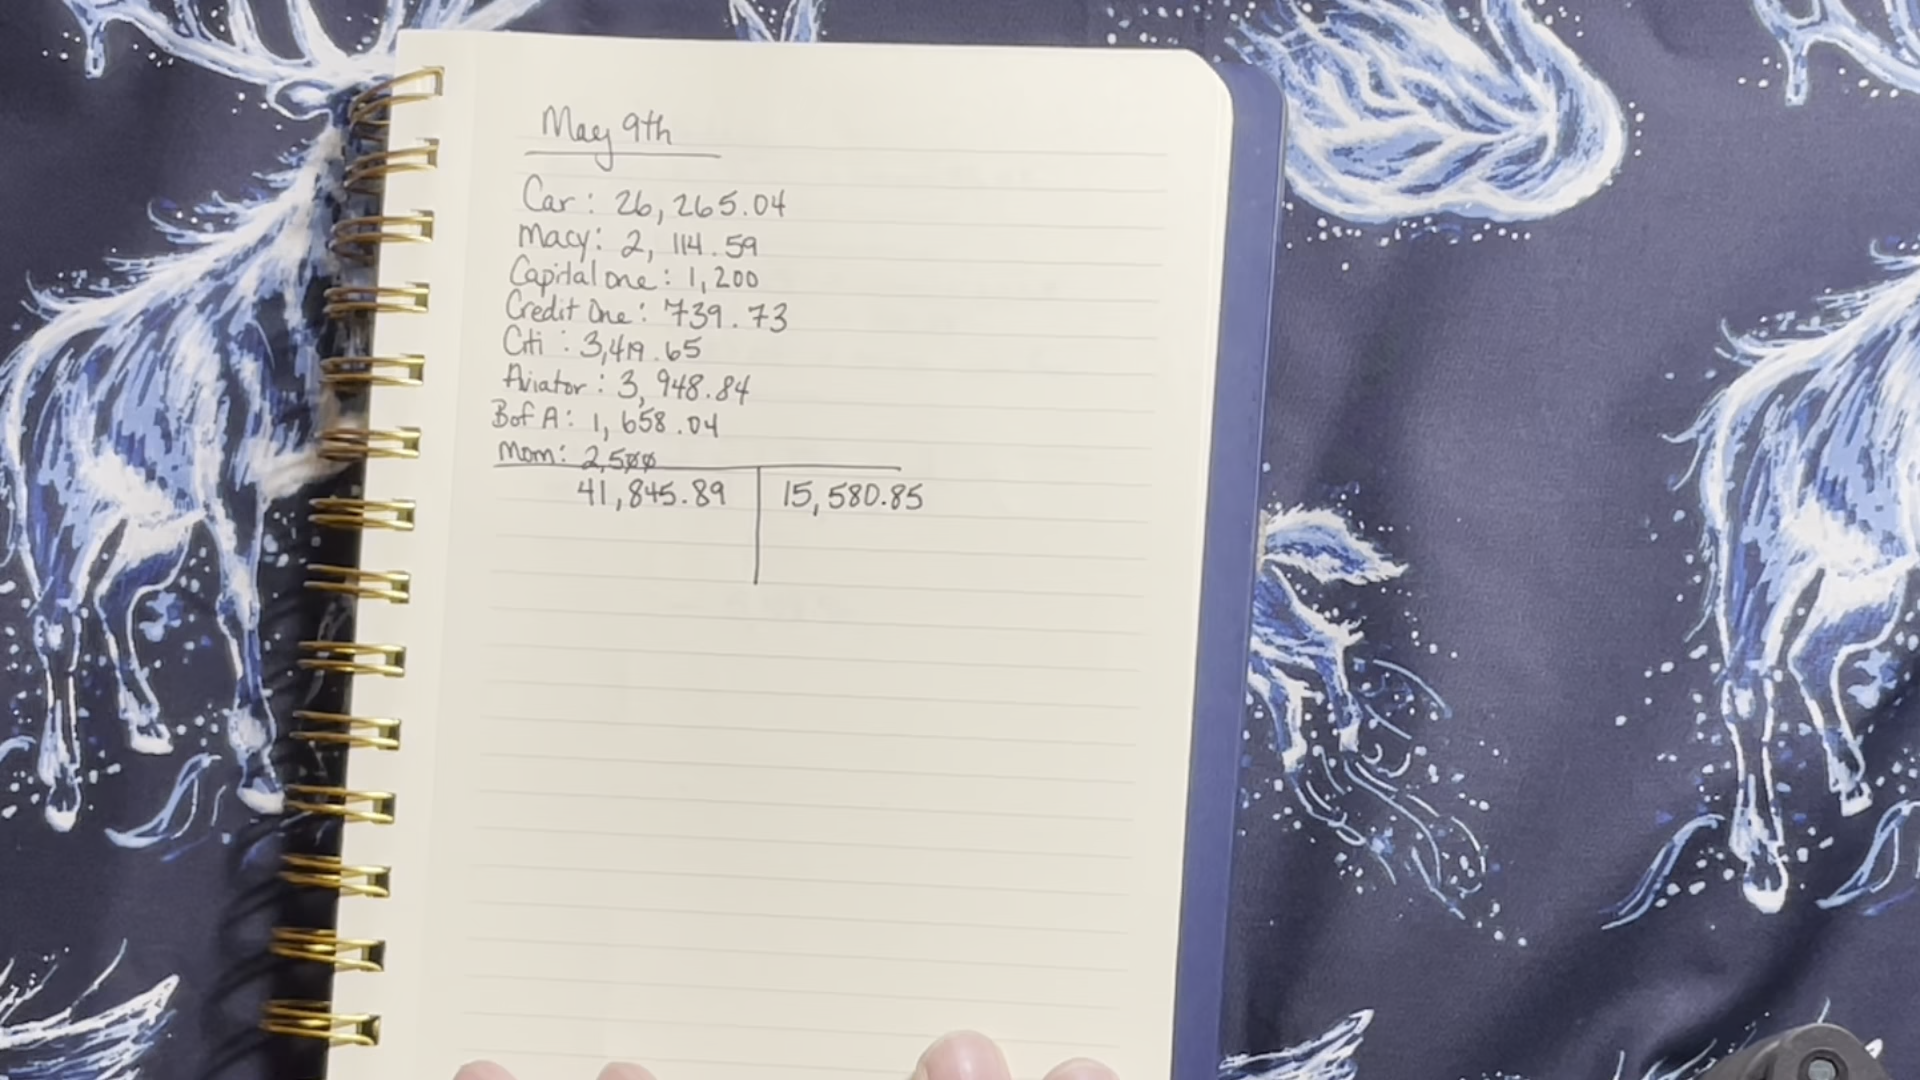 May 9th
Car: 26,265.04
Macy: 2,114.59
Capital one: 1,200
Credit One: 739.73
Citi: 3,419.65
Aviator: 3,948.84
B of A: 1,658.04
Mom: 2,500
41,845.89 15,580.85